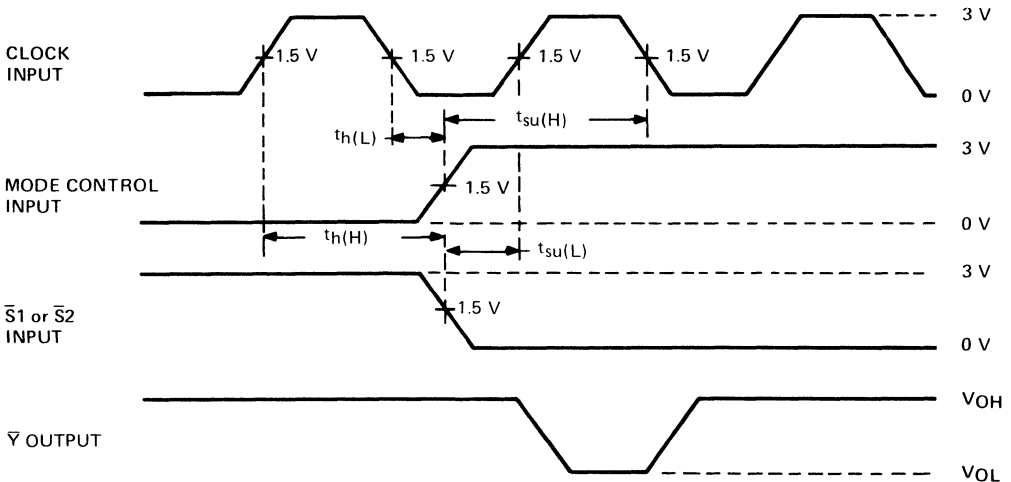 3 V
CLOCK
INPUT
1.5 V 1.5 V 1.5 V 1.5 V
0 V
th(L) tsu(H)
3 V
MODE CONTROL
INPUT
1.5 V
0 V
th(H) tsu(L)
3 V
S̅1 or S̅2
INPUT
1.5 V
0 V
VOH
Y̅ OUTPUT
VOL